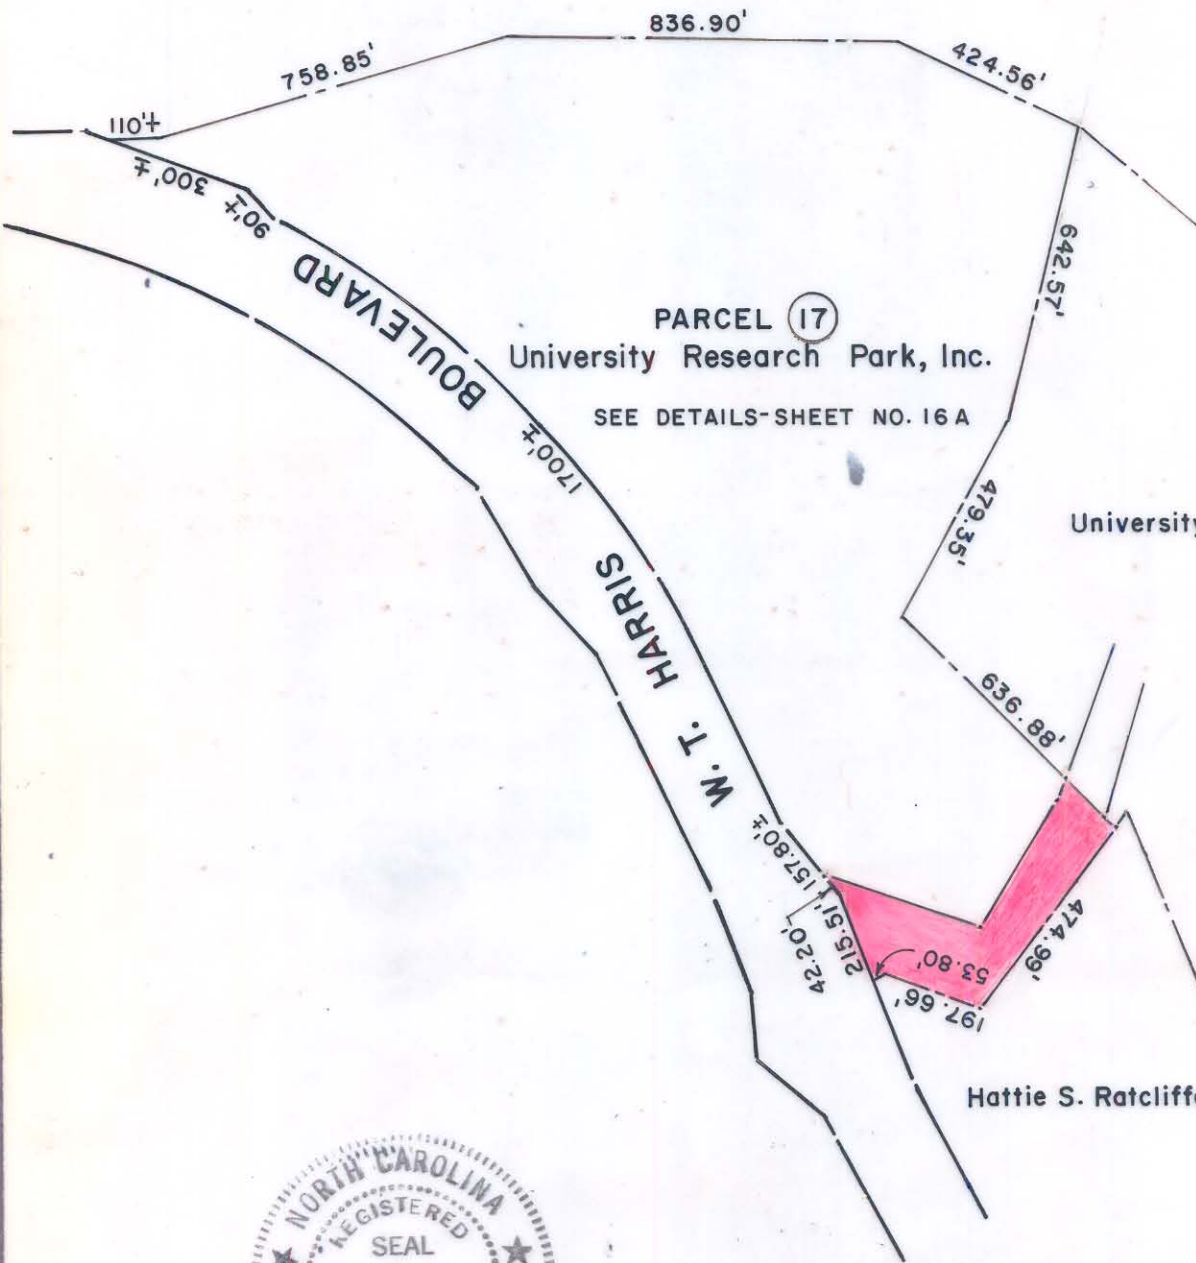 836.90'
758.85'
424.56'
110'±
300'±
90'±
BOULEVARD
642.57'
PARCEL 17
University Research Park, Inc.
SEE DETAILS-SHEET NO. 16A
1700'±
479.35'
University
W. T. HARRIS
636.88'
157.80'±
42.20'
215.51'
53.80'
474.99'
197.66'
Hattie S. Ratcliffe
NORTH CAROLINA
REGISTERED
SEAL